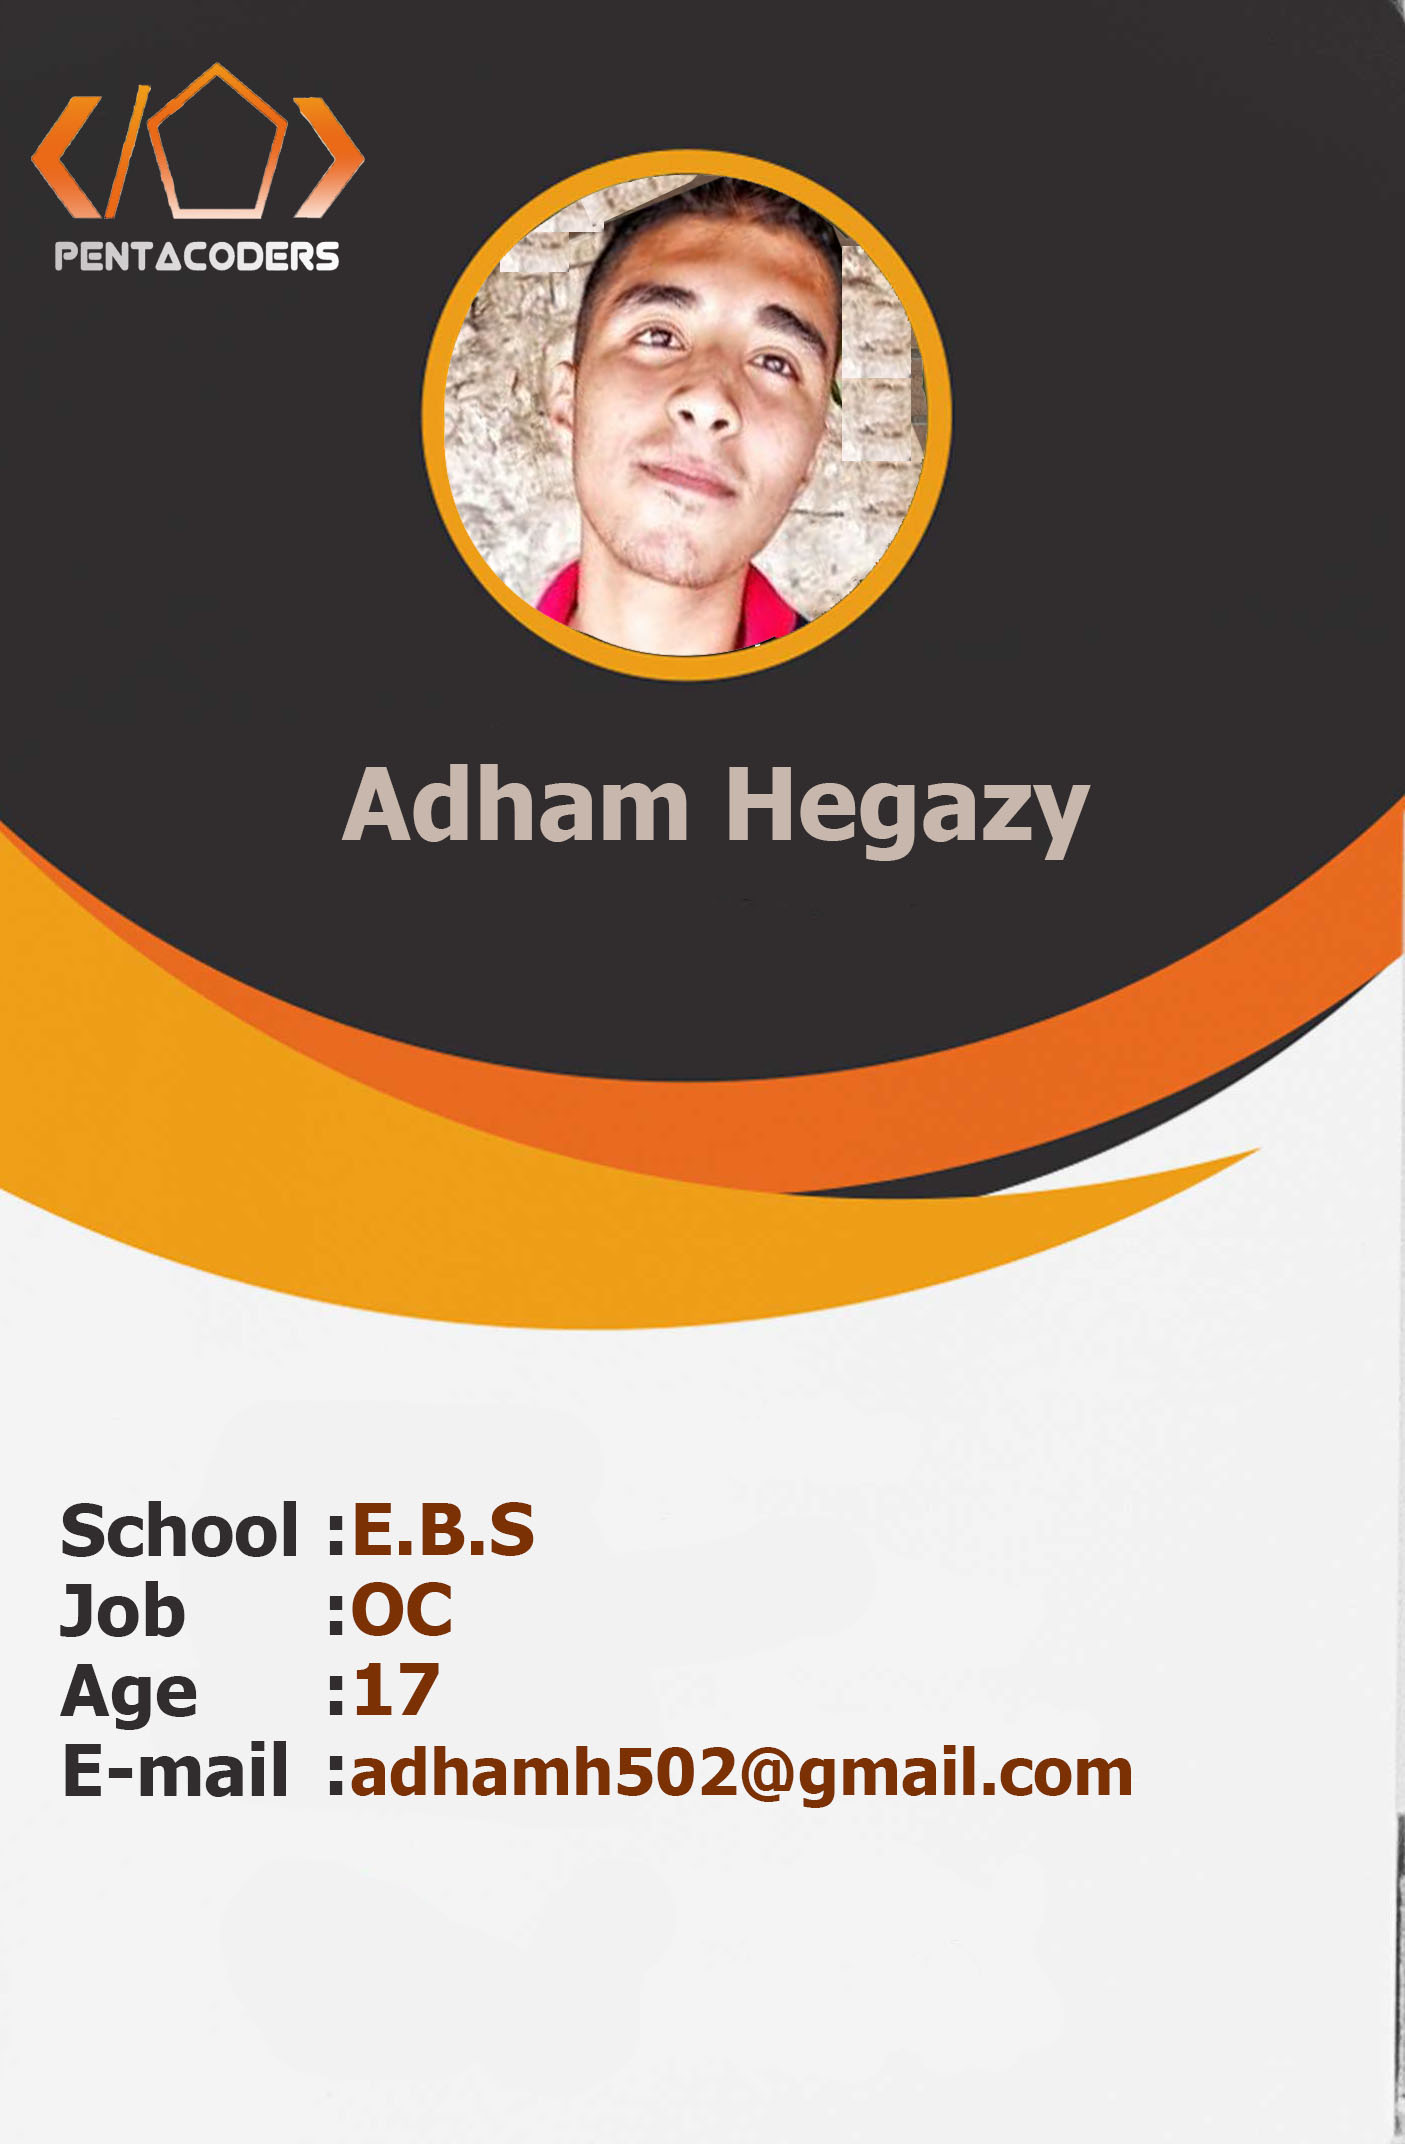 PENTACODERS
Adham Hegazy
School :E.B.S
Job :OC
Age :17
E-mail :adhamh502@gmail.com